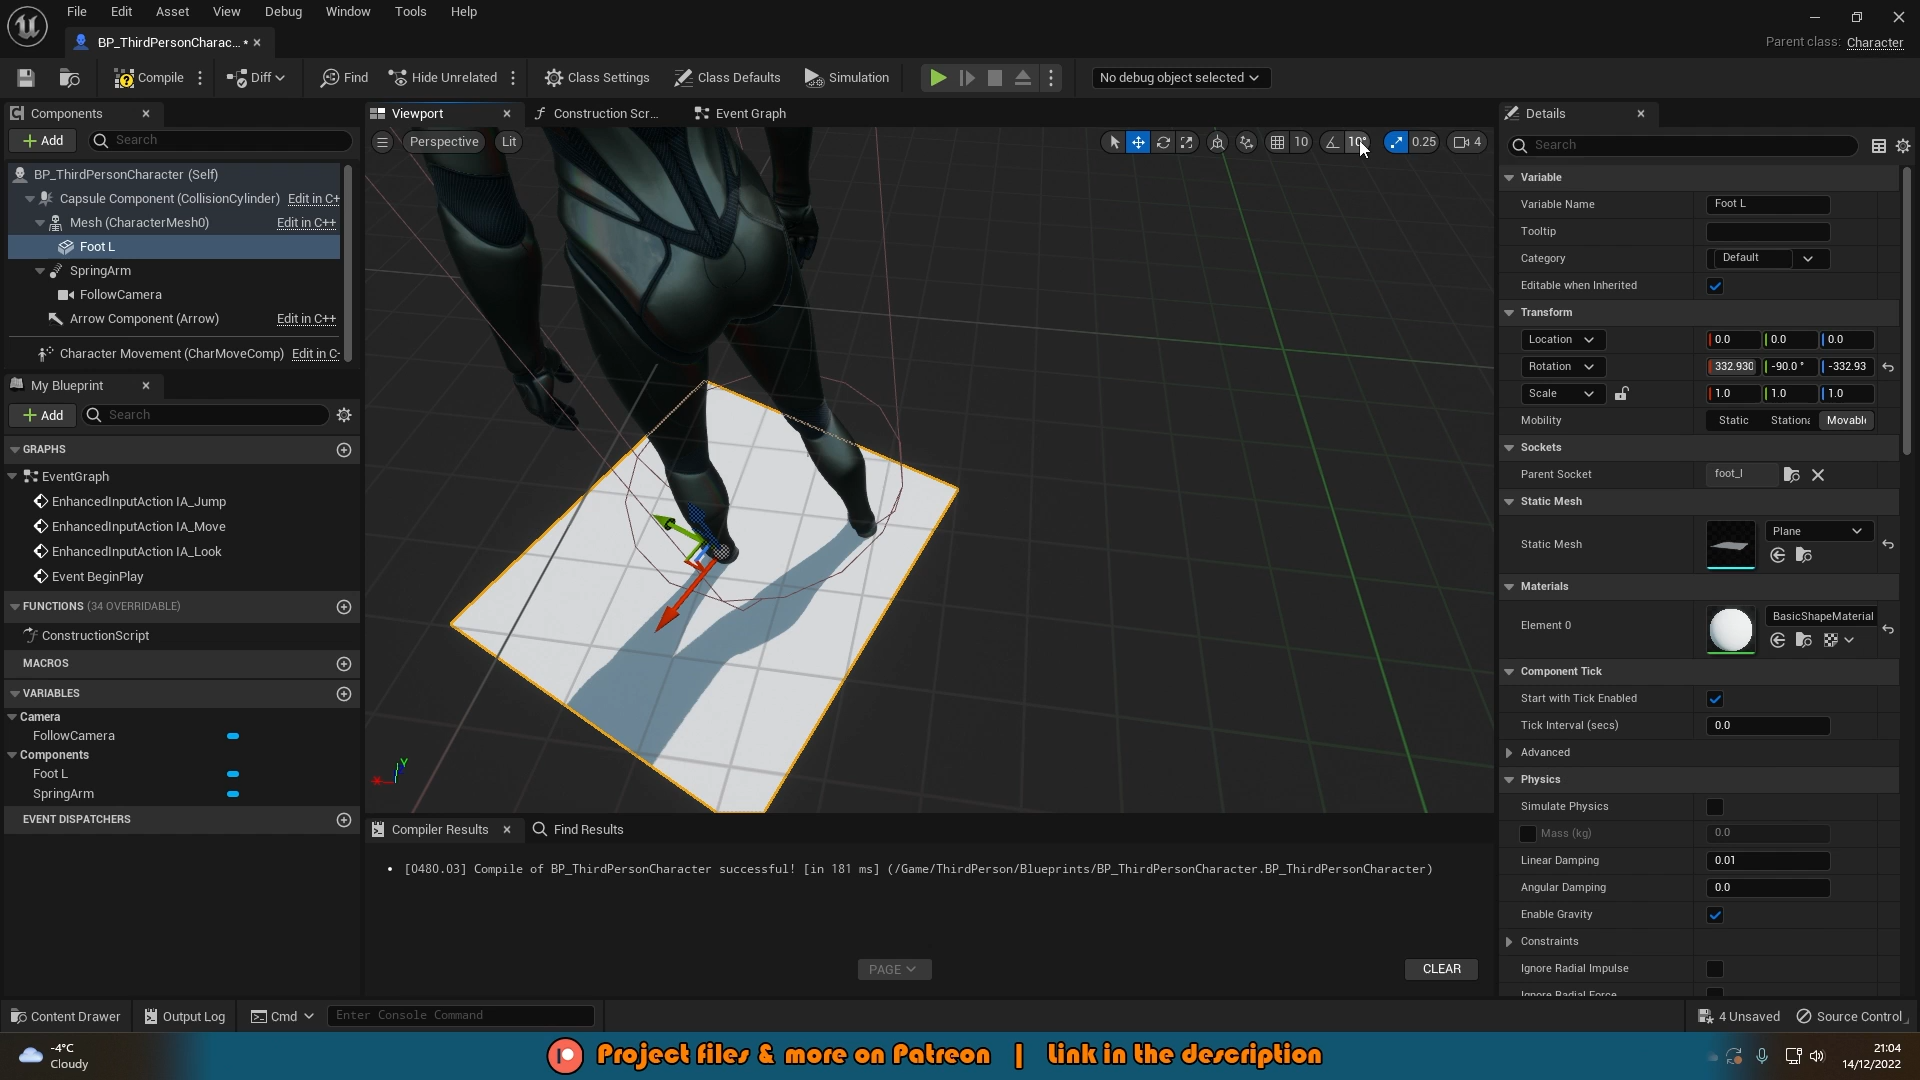 File Edit Asset View Debug Window Tools Help
BP_ThirdPersonCharac... *
Parent class: Character
Compile Diff Find Hide Unrelated Class Settings Class Defaults Simulation No debug object selected
Components
Add Search
BP_ThirdPersonCharacter (Self)
Capsule Component (CollisionCylinder) Edit in C+
Mesh (CharacterMesh0) Edit in C++
Foot L
SpringArm
FollowCamera
Arrow Component (Arrow) Edit in C++
Character Movement (CharMoveComp) Edit in C-
My Blueprint
Add Search
GRAPHS
EventGraph
EnhancedInputAction IA_Jump
EnhancedInputAction IA_Move
EnhancedInputAction IA_Look
Event BeginPlay
FUNCTIONS (34 OVERRIDABLE)
ConstructionScript
MACROS
VARIABLES
Camera
FollowCamera
Components
Foot L
SpringArm
EVENT DISPATCHERS
Viewport Construction Scr... Event Graph
Perspective Lit 10 10° 0.25 4
Y
Compiler Results Find Results
• [0480.03] Compile of BP_ThirdPersonCharacter successful! [in 181 ms] (/Game/ThirdPerson/Blueprints/BP_ThirdPersonCharacter.BP_ThirdPersonCharacter)
PAGE CLEAR
Details
Search
Variable
Variable Name Foot L
Tooltip
Category Default
Editable when Inherited
Transform
Location 0.0 0.0 0.0
Rotation 332.930 -90.0 ° -332.93
Scale 1.0 1.0 1.0
Mobility Static Stationa Movabl
Sockets
Parent Socket foot_l
Static Mesh
Static Mesh Plane
Materials
Element 0 BasicShapeMaterial
Component Tick
Start with Tick Enabled
Tick Interval (secs) 0.0
Advanced
Physics
Simulate Physics
Mass (kg) 0.0
Linear Damping 0.01
Angular Damping 0.0
Enable Gravity
Constraints
Ignore Radial Impulse
Ignore Radial Force
Content Drawer Output Log Cmd Enter Console Command 4 Unsaved Source Control
-4°C
Cloudy
Project files & more on Patreon | Link in the description
21:04
14/12/2022